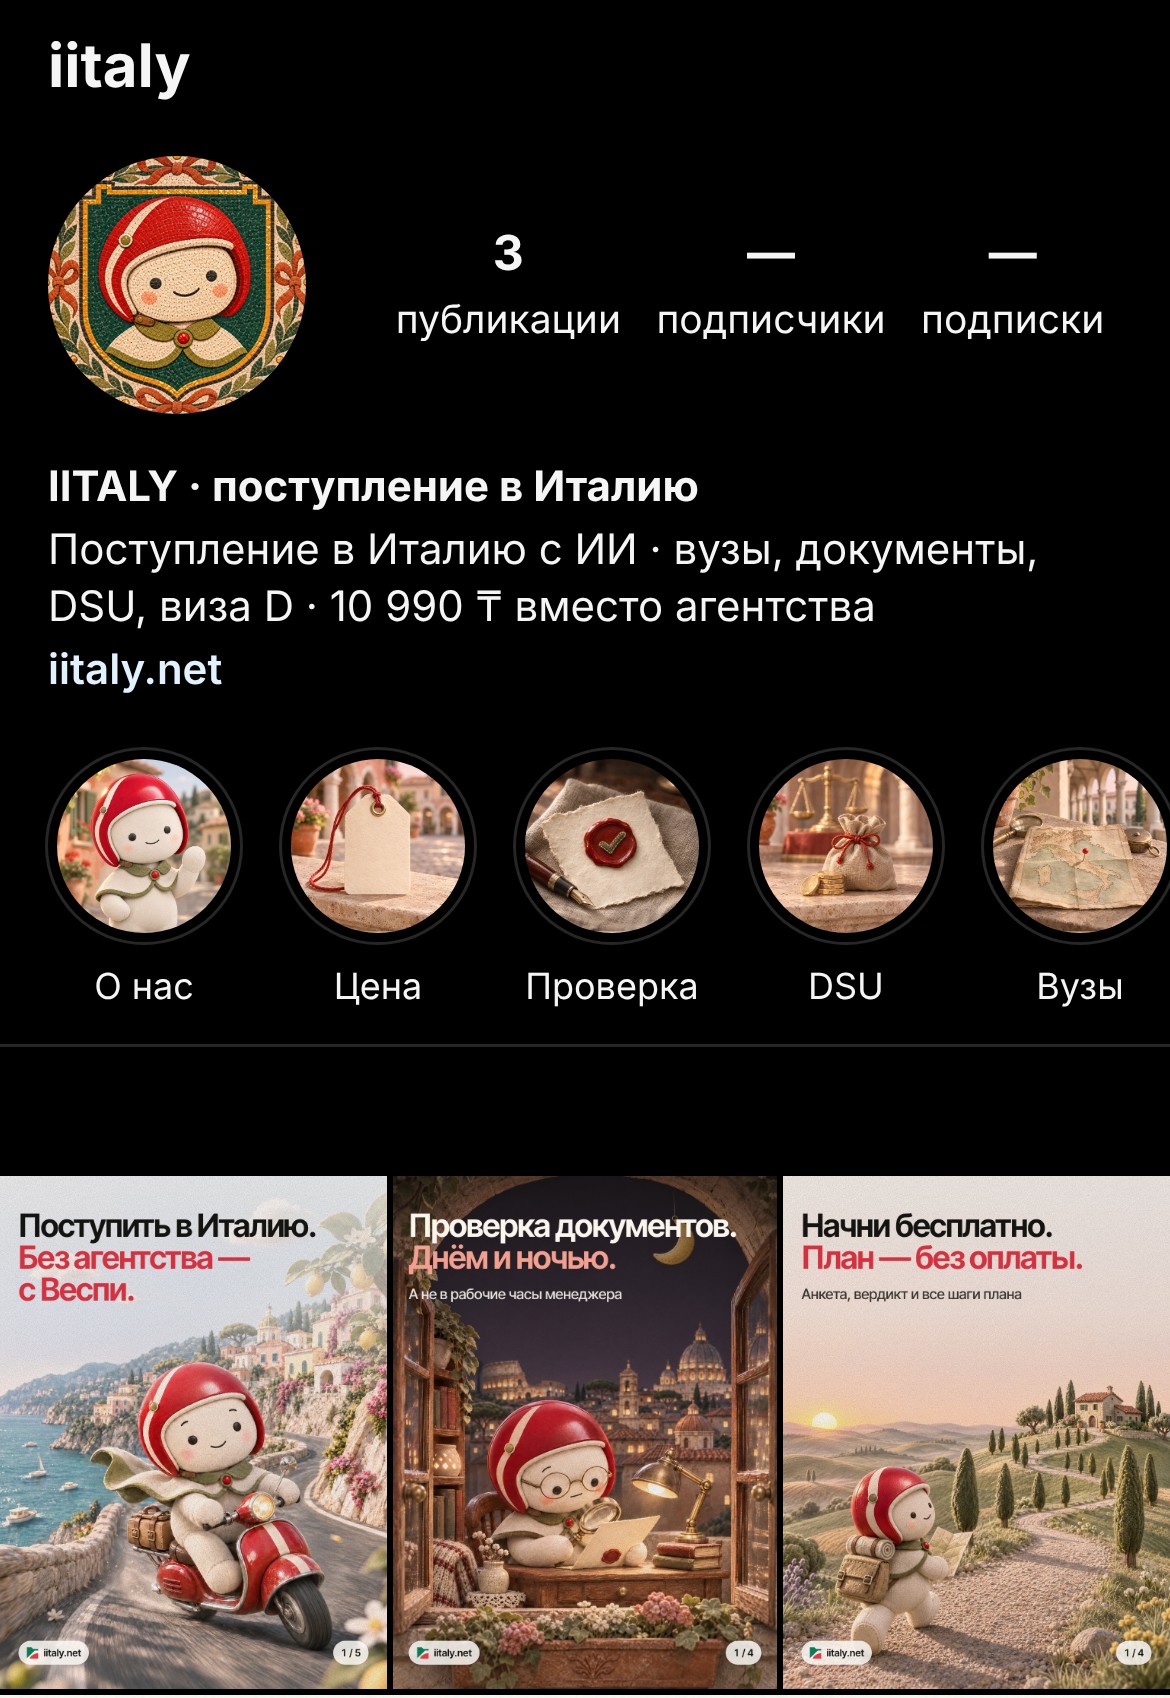 iitaly
3
публикации
—
подписчики
—
подписки
IITALY · поступление в Италию
Поступление в Италию с ИИ · вузы, документы,
DSU, виза D · 10 990 ₸ вместо агентства
iitaly.net
О нас
Цена
Проверка
DSU
Вузы
Поступить в Италию.
Без агентства —
с Веспи.
iitaly.net
1 / 5
Проверка документов.
Днём и ночью.
А не в рабочие часы менеджера
iitaly.net
1 / 4
Начни бесплатно.
План — без оплаты.
Анкета, вердикт и все шаги плана
iitaly.net
1 / 4